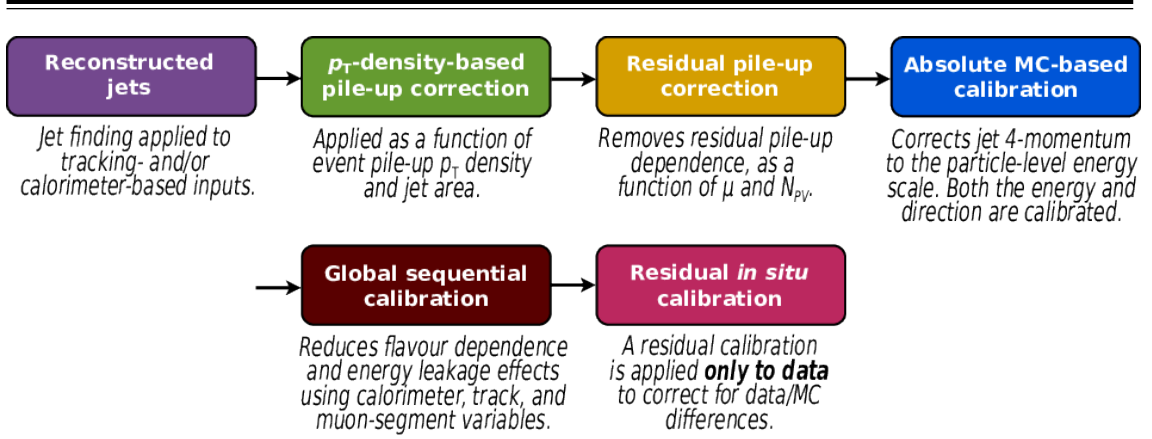 Reconstructed
jets
Jet finding applied to
tracking- and/or
calorimeter-based inputs.
pT-density-based
pile-up correction
Applied as a function of
event pile-up pT density
and jet area.
Residual pile-up
correction
Removes residual pile-up
dependence, as a
function of µ and NPV.
Absolute MC-based
calibration
Corrects jet 4-momentum
to the particle-level energy
scale. Both the energy and
direction are calibrated.
Global sequential
calibration
Reduces flavour dependence
and energy leakage effects
using calorimeter, track, and
muon-segment variables.
Residual in situ
calibration
A residual calibration
is applied only to data
to correct for data/MC
differences.